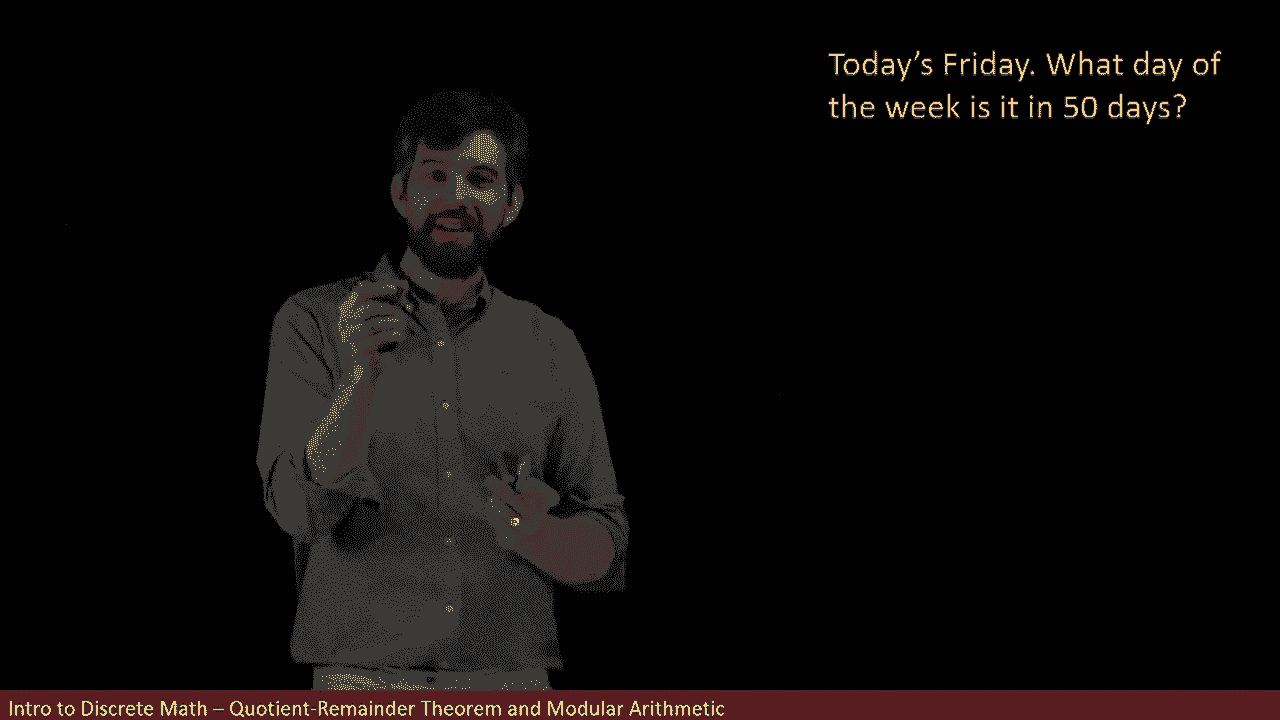 Today's Friday. What day of
the week is it in 50 days?
Intro to Discrete Math – Quotient-Remainder Theorem and Modular Arithmetic